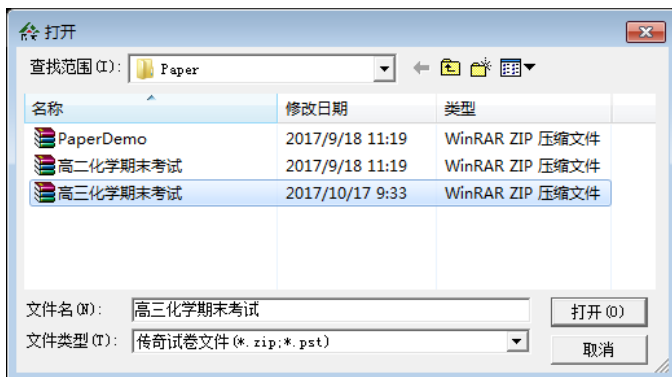 打开
查找范围(I): Paper
名称 修改日期 类型
PaperDemo 2017/9/18 11:19 WinRAR ZIP 压缩文件
高二化学期末考试 2017/9/18 11:19 WinRAR ZIP 压缩文件
高三化学期末考试 2017/10/17 9:33 WinRAR ZIP 压缩文件
文件名(N): 高三化学期末考试 打开(O)
文件类型(T): 传奇试卷文件(*.zip;*.pst) 取消